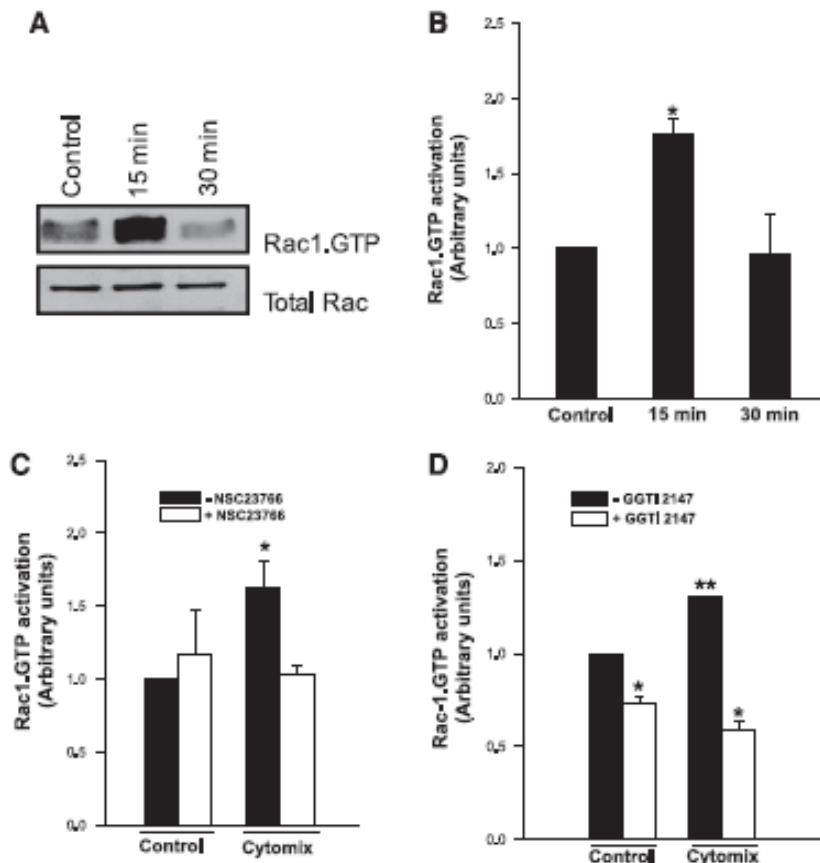 A
Control
15 min
30 min
Rac1.GTP
Total Rac
B
Rac1.GTP activation
(Arbitrary units)
2.5
2.0
1.5
1.0
0.5
0.0
*
Control 15 min 30 min
C
Rac1.GTP activation
(Arbitrary units)
2.5
2.0
1.5
1.0
0.5
0.0
-NSC23766
+ NSC23766
*
Control Cytomix
D
Rac-1.GTP activation
(Arbitrary units)
2.0
1.5
1.0
0.5
0.0
- GGTI 2147
+ GGTI 2147
*
**
*
Control Cytomix